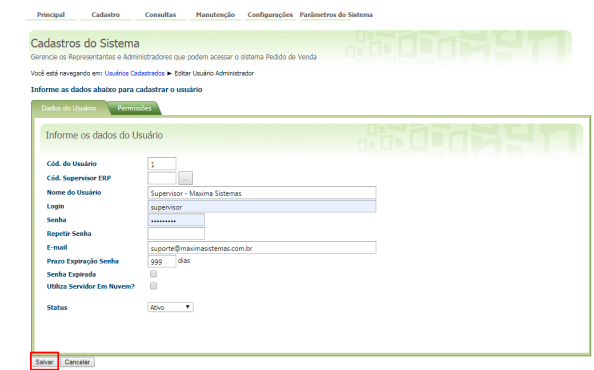 Principal Cadastro Consultas Manutenção Configurações Parâmetros do Sistema
Cadastros do Sistema
Gerencie os Representantes e Administradores que podem acessar o sistema Pedido de Venda
Você está navegando em: Usuários Cadastrados ► Editar Usuário Administrador
Informe as dados abaixo para cadastrar o usuário
Dados do Usuário Permissões
Informe os dados do Usuário
Cód. do Usuário 1
Cód. Supervisor ERP ...
Nome do Usuário Supervisor - Maxima Sistemas
Login supervisor
Senha •••••••••
Repetir Senha
E-mail suporte@maximasistemas.com.br
Prazo Expiração Senha 999 dias
Senha Expirada
Utiliza Servidor Em Nuvem?
Status Ativo
Salvar Cancelar